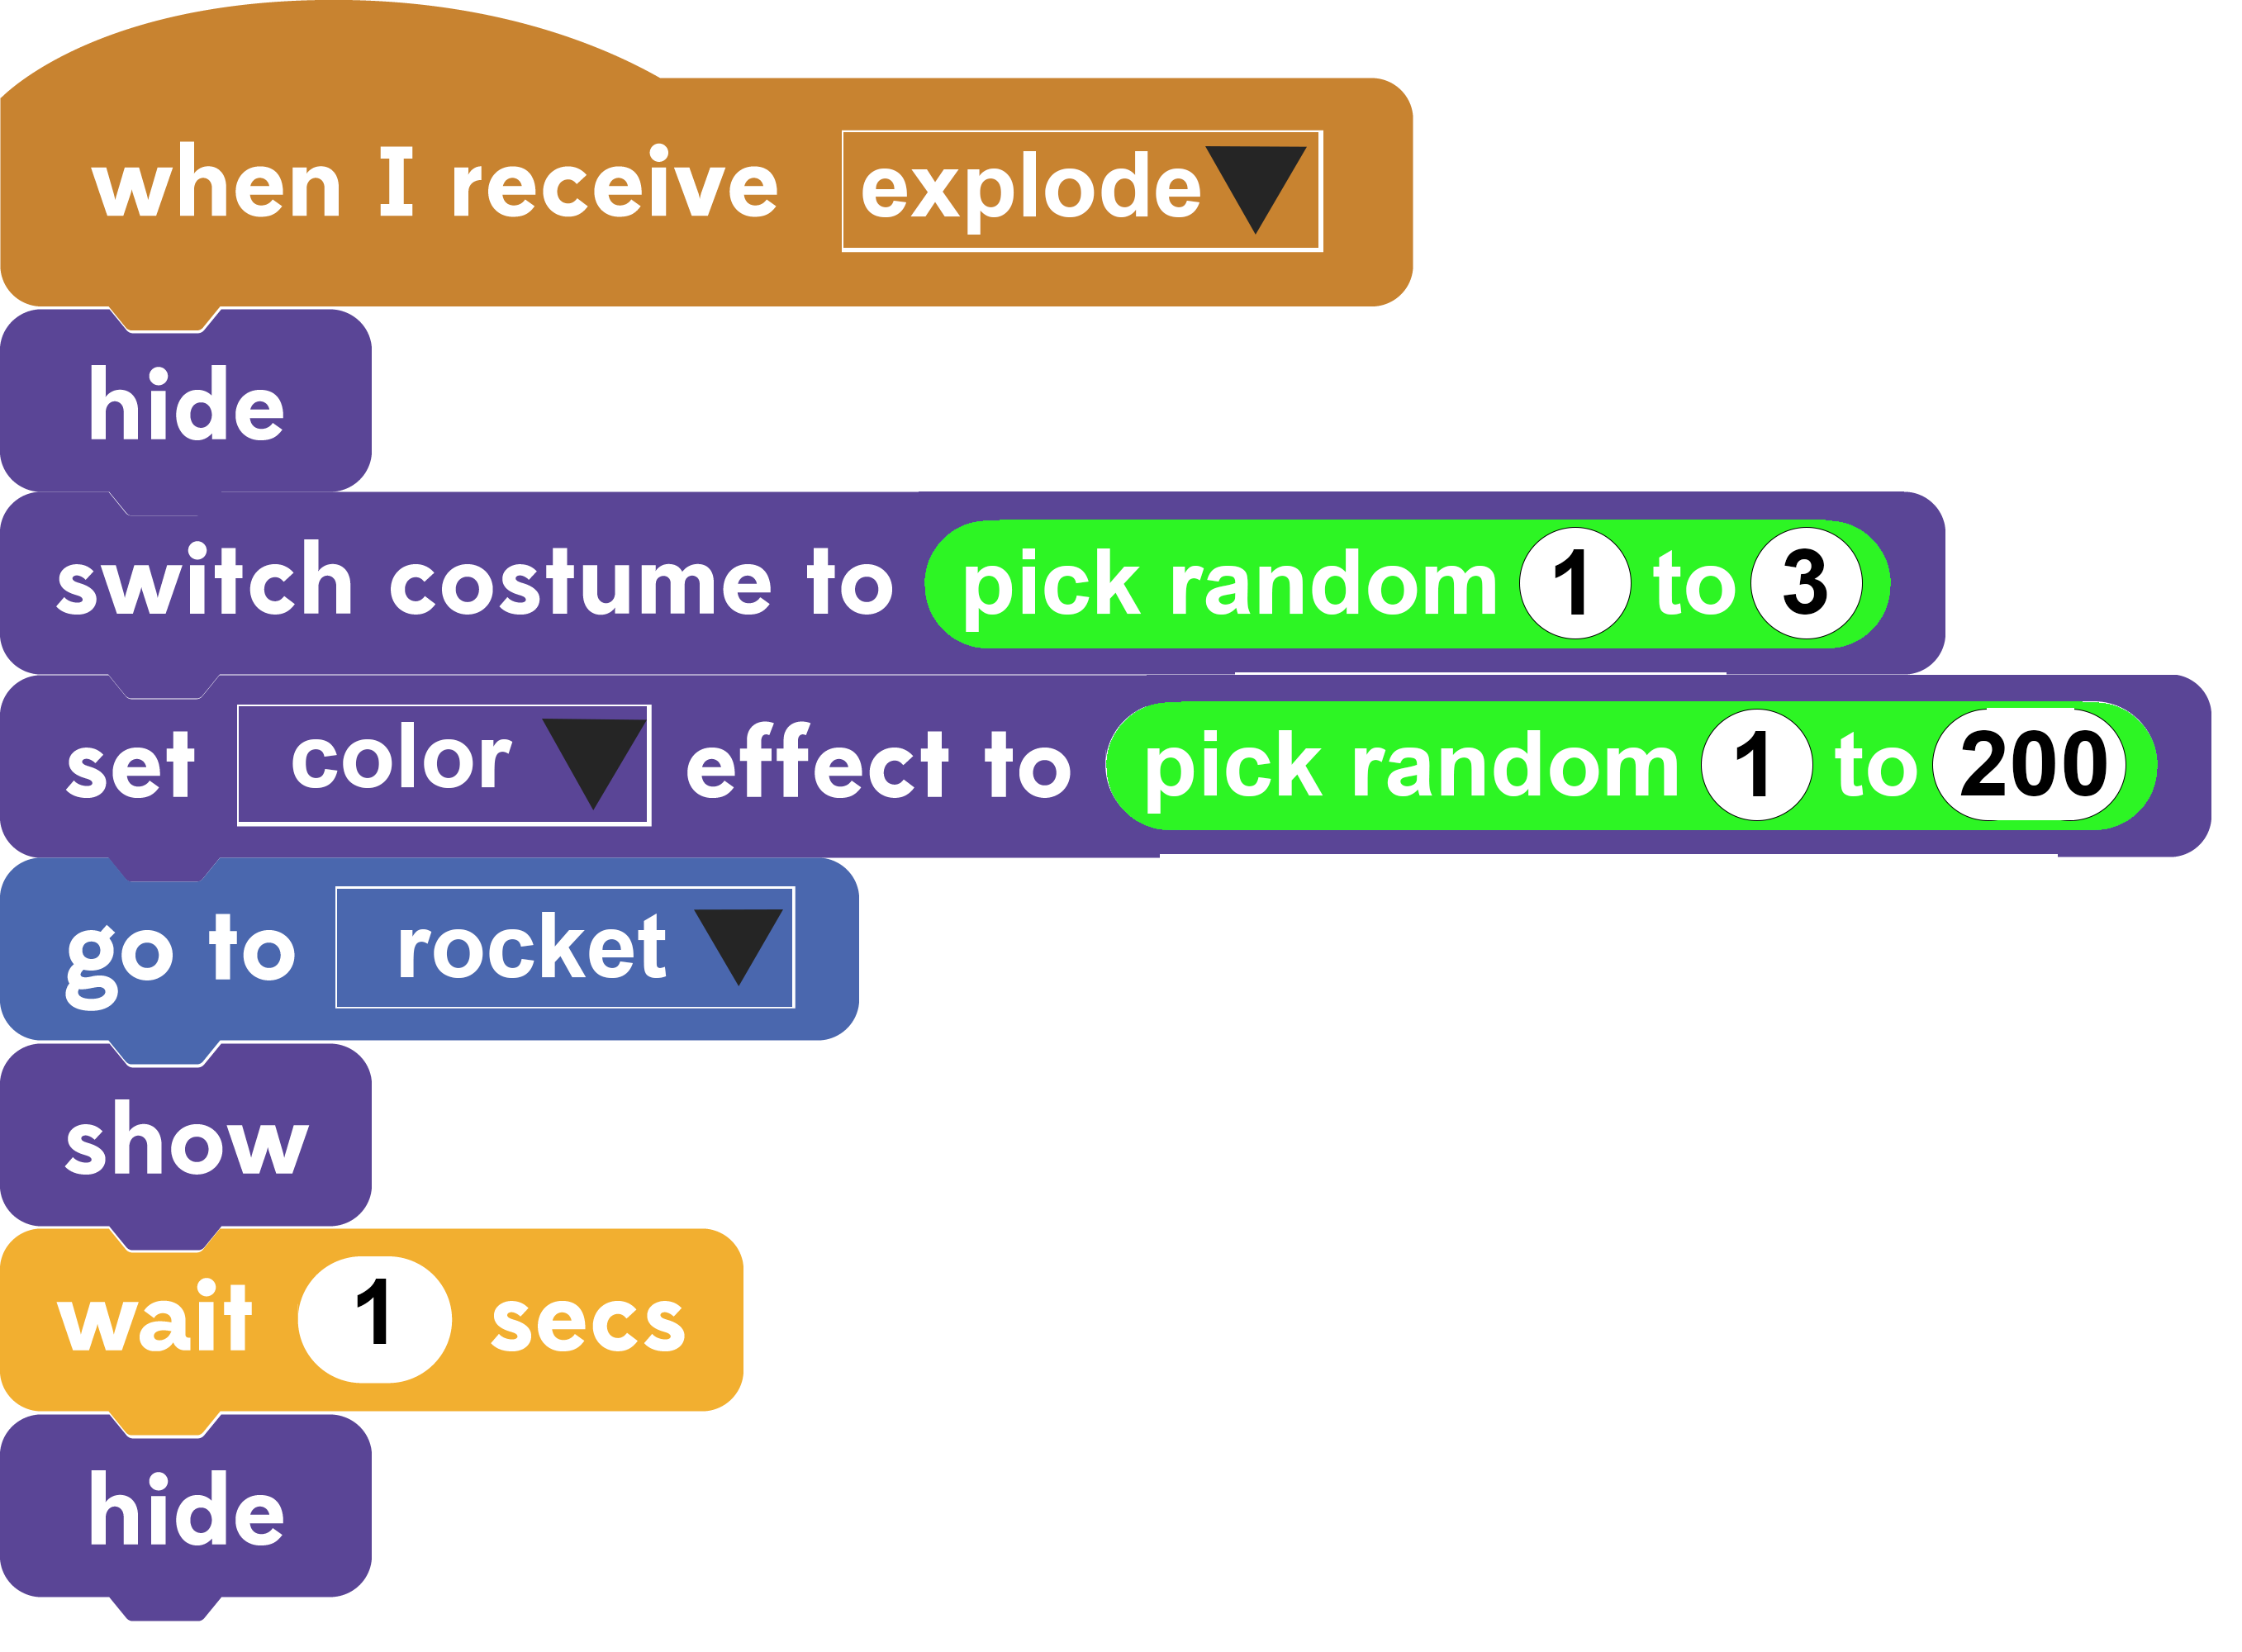 when I receive explode
hide
switch costume to pick random 1 to 3
set color effect to pick random 1 to 200
go to rocket
show
wait 1 secs
hide